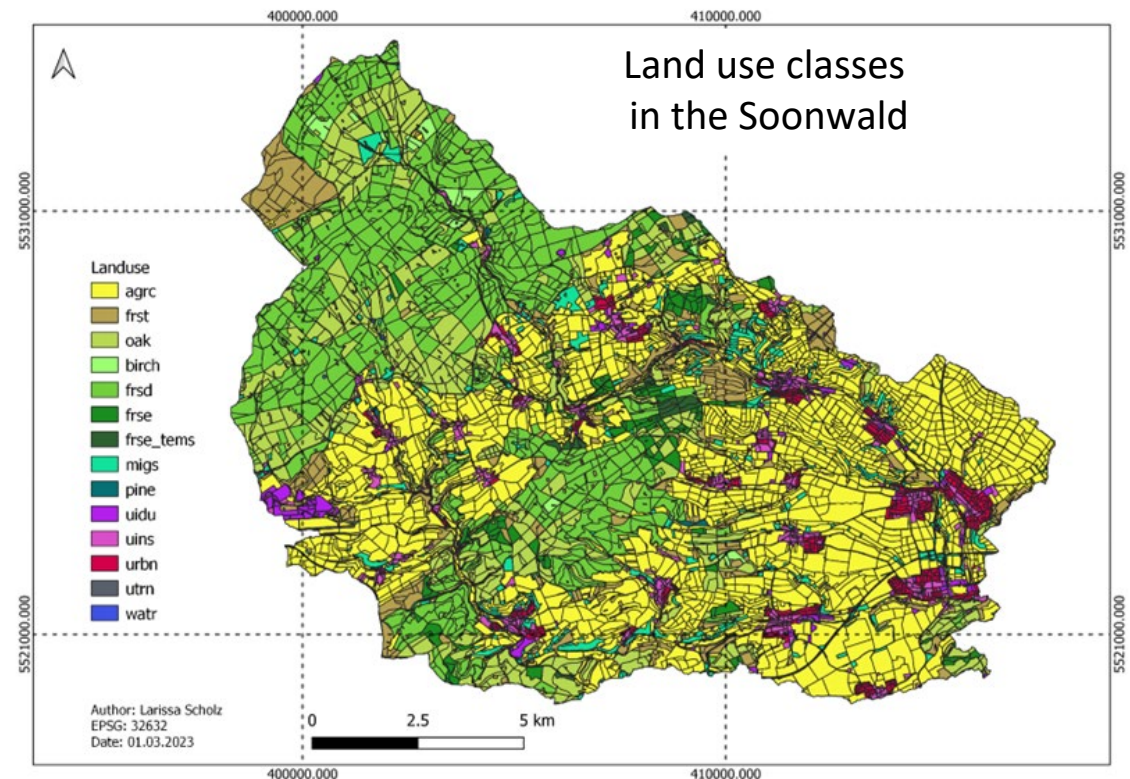 400000.000
410000.000
Land use classes
in the Soonwald
5531000.000
5531000.000
Landuse
agrc
frst
oak
birch
frsd
frse
frse_tems
migs
pine
uidu
uins
urbn
utrn
watr
5521000.000
5521000.000
Author: Larissa Scholz
EPSG: 32632
Date: 01.03.2023
0 2.5 5 km
400000.000
410000.000